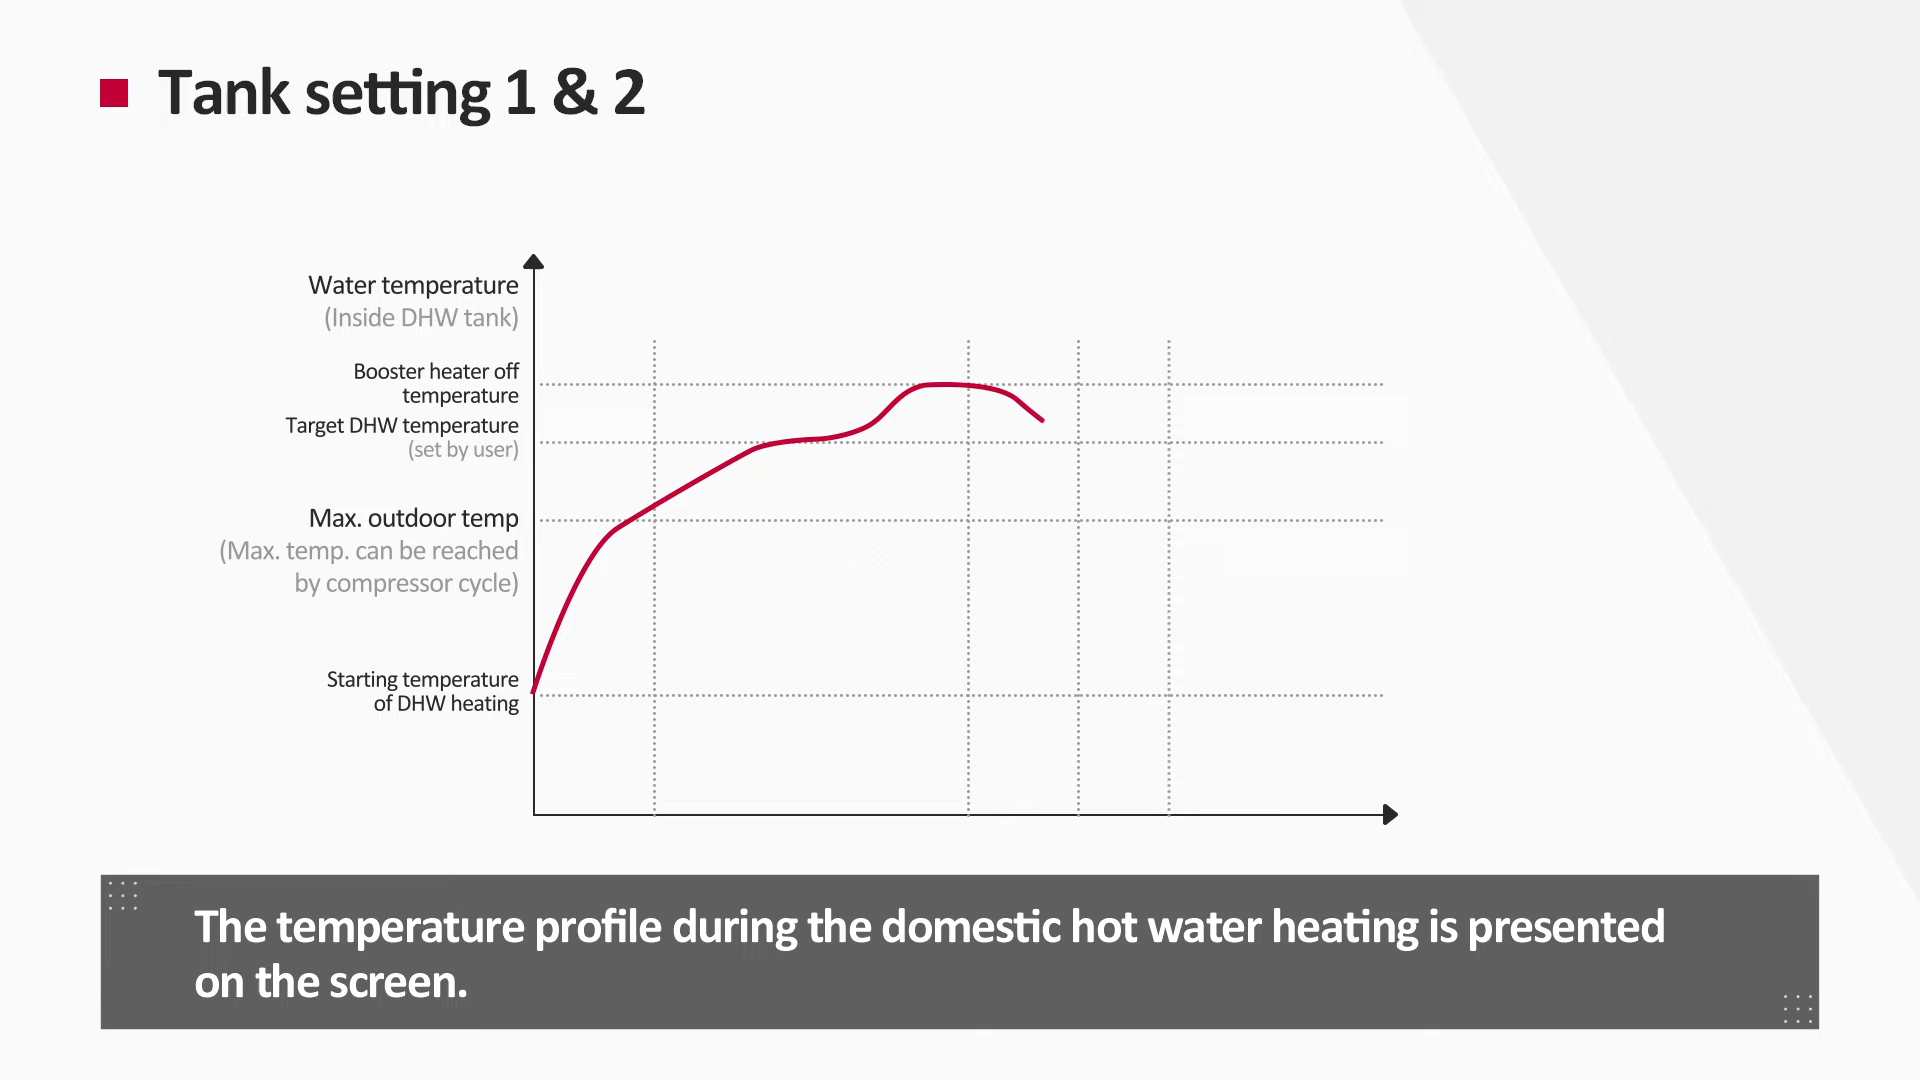 Tank setting 1 & 2
Water temperature
(Inside DHW tank)
Booster heater off
temperature
Target DHW temperature
(set by user)
Max. outdoor temp
(Max. temp. can be reached
by compressor cycle)
Starting temperature
of DHW heating
The temperature profile during the domestic hot water heating is presented
on the screen.